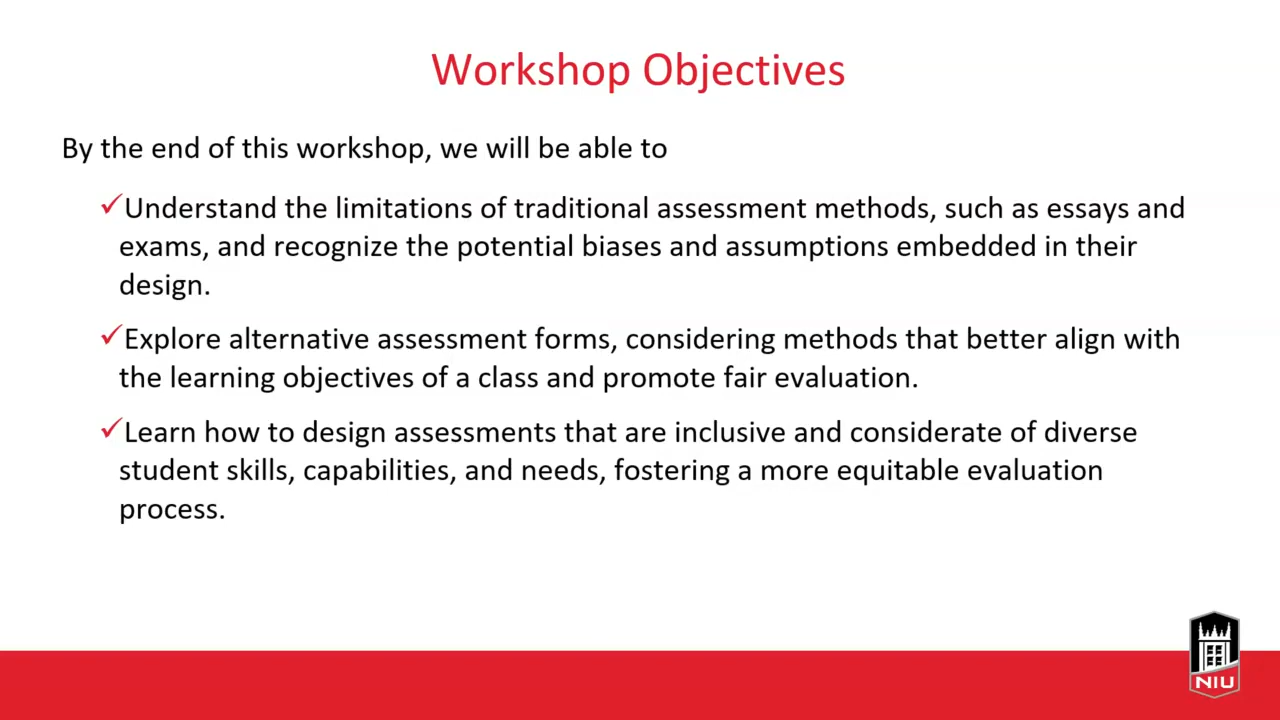 Workshop Objectives
By the end of this workshop, we will be able to
✓Understand the limitations of traditional assessment methods, such as essays and
exams, and recognize the potential biases and assumptions embedded in their
design.
✓Explore alternative assessment forms, considering methods that better align with
the learning objectives of a class and promote fair evaluation.
✓Learn how to design assessments that are inclusive and considerate of diverse
student skills, capabilities, and needs, fostering a more equitable evaluation
process.
NIU